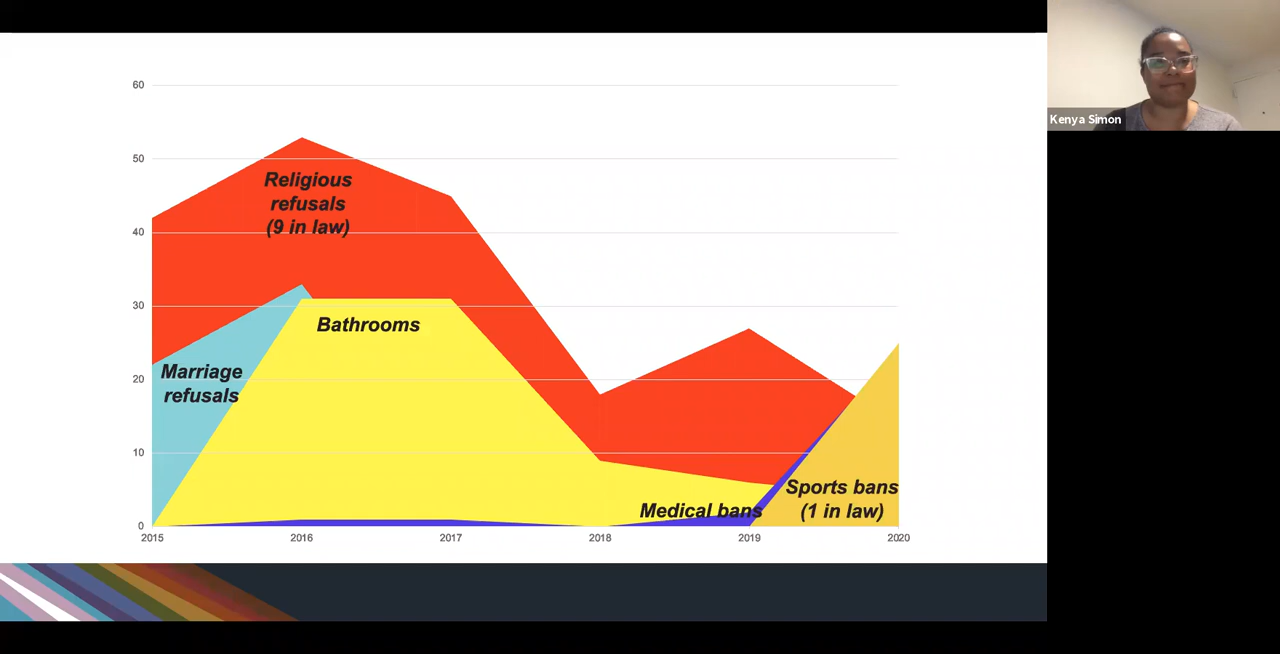 60
50
40
30
20
10
0
Religious
refusals
(9 in law)
Bathrooms
Marriage
refusals
Medical bans
Sports bans
(1 in law)
2015 2016 2017 2018 2019 2020
Kenya Simon